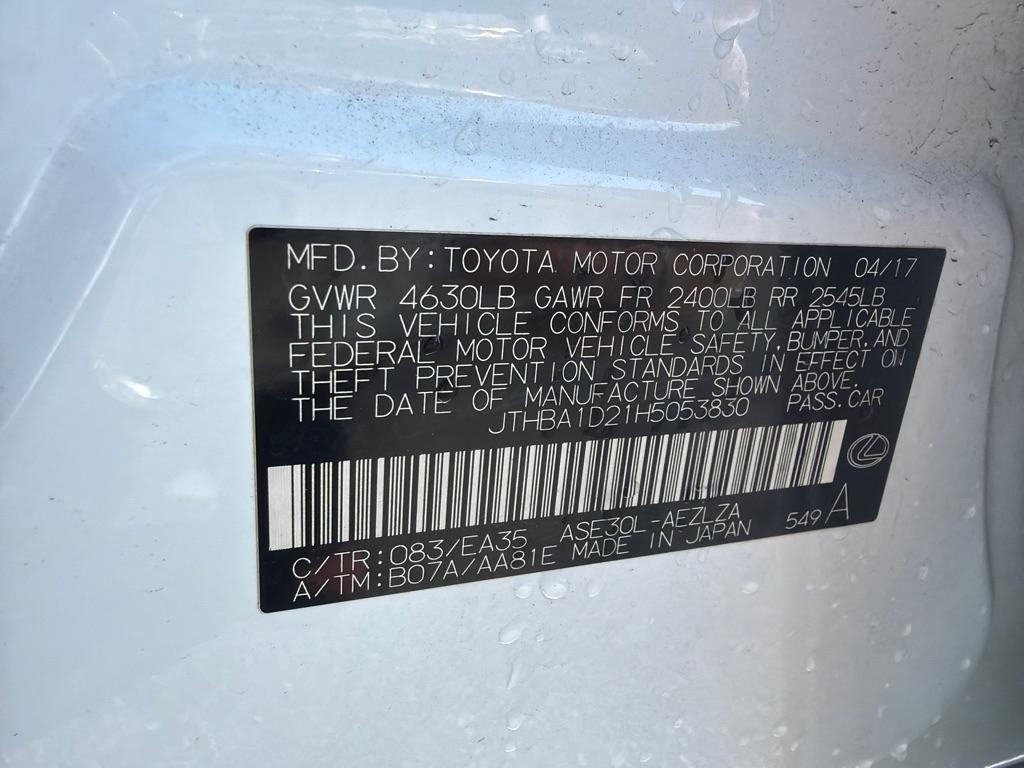 MFD. BY: TOYOTA MOTOR CORPORATION 04/17
GVWR 4630LB GAWR FR 2400LB RR 2545LB
THIS VEHICLE CONFORMS TO ALL APPLICABLE
FEDERAL MOTOR VEHICLE SAFETY, BUMPER, AND
THEFT PREVENTION STANDARDS IN EFFECT ON
THE DATE OF MANUFACTURE SHOWN ABOVE.
JTHBA1D21H5053830 PASS. CAR
C/TR: 083/EA35 ASE30L-AEZLZA 549 A
A/TM: B07A/AA81E MADE IN JAPAN